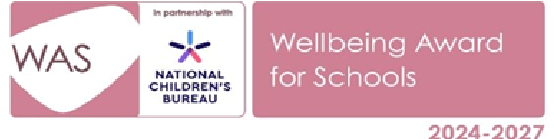 WAS
in partnership with
NATIONAL
CHILDREN'S
BUREAU
Wellbeing Award
for Schools
2024-2027